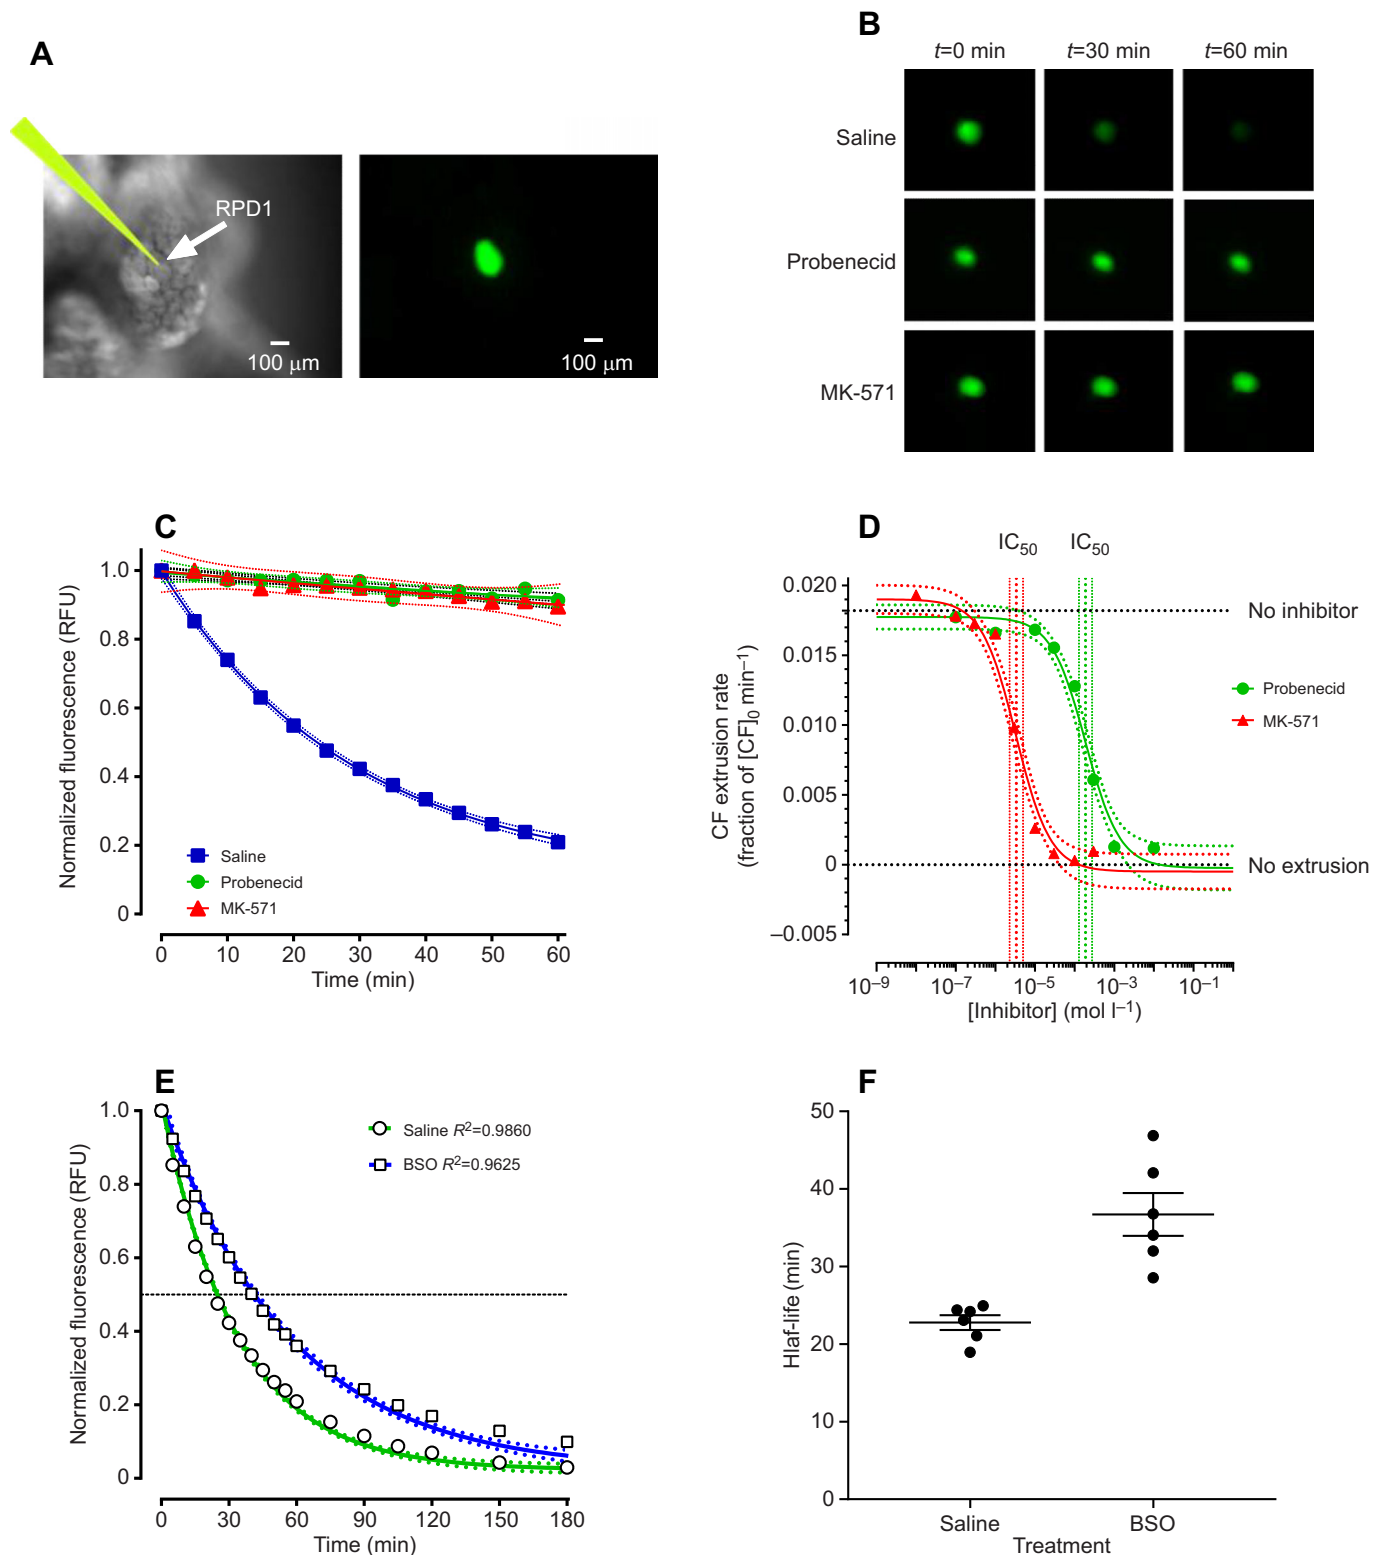 A
RPD1
100 μm
100 μm
B
t=0 min
t=30 min
t=60 min
Saline
Probenecid
MK-571
C
Normalized fluorescence (RFU)
1.0
0.8
0.6
0.4
0.2
0
Saline
Probenecid
MK-571
0 10 20 30 40 50 60
Time (min)
D
IC50 IC50
CF extrusion rate
(fraction of [CF]0 min–1)
0.020
0.015
0.010
0.005
0
–0.005
No inhibitor
Probenecid
MK-571
No extrusion
10–9 10–7 10–5 10–3 10–1
[Inhibitor] (mol l–1)
E
Normalized fluorescence (RFU)
1.0
0.8
0.6
0.4
0.2
0
Saline R2=0.9860
BSO R2=0.9625
0 30 60 90 120 150 180
Time (min)
F
Hlaf-life (min)
50
40
30
20
10
0
Saline BSO
Treatment